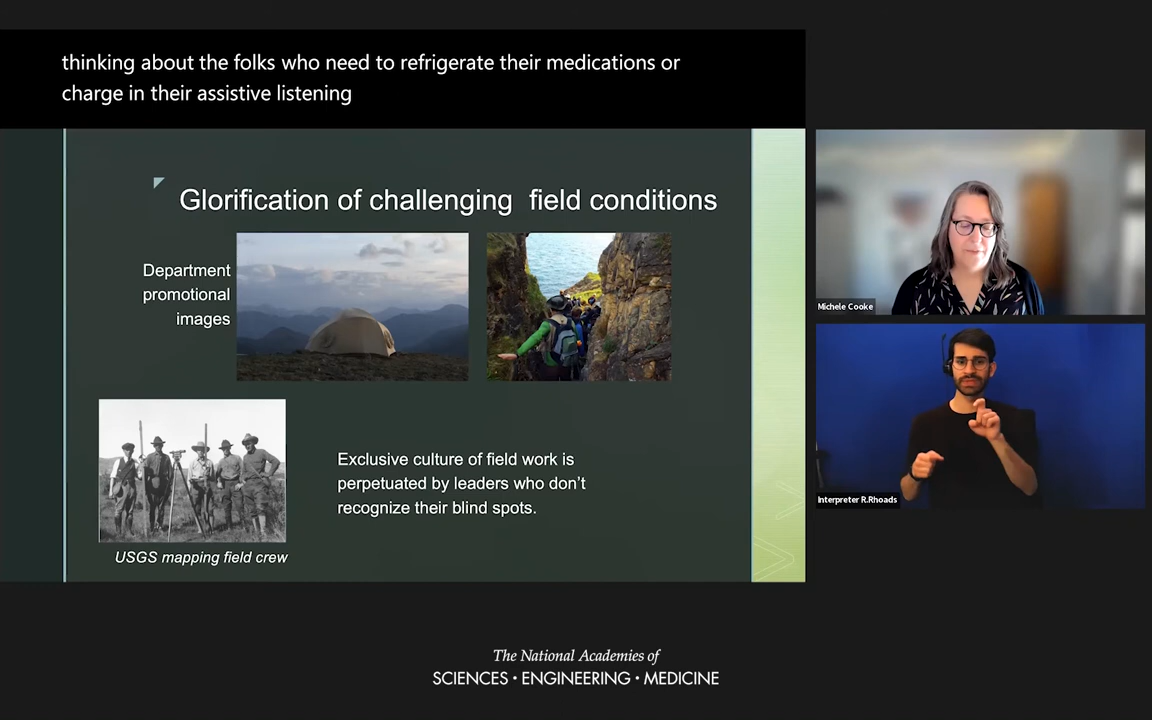 thinking about the folks who need to refrigerate their medications or
charge in their assistive listening
Glorification of challenging field conditions
Department
promotional
images
Exclusive culture of field work is
perpetuated by leaders who don't
recognize their blind spots.
USGS mapping field crew
Michele Cooke
Interpreter R.Rhoads
The National Academies of
SCIENCES · ENGINEERING · MEDICINE